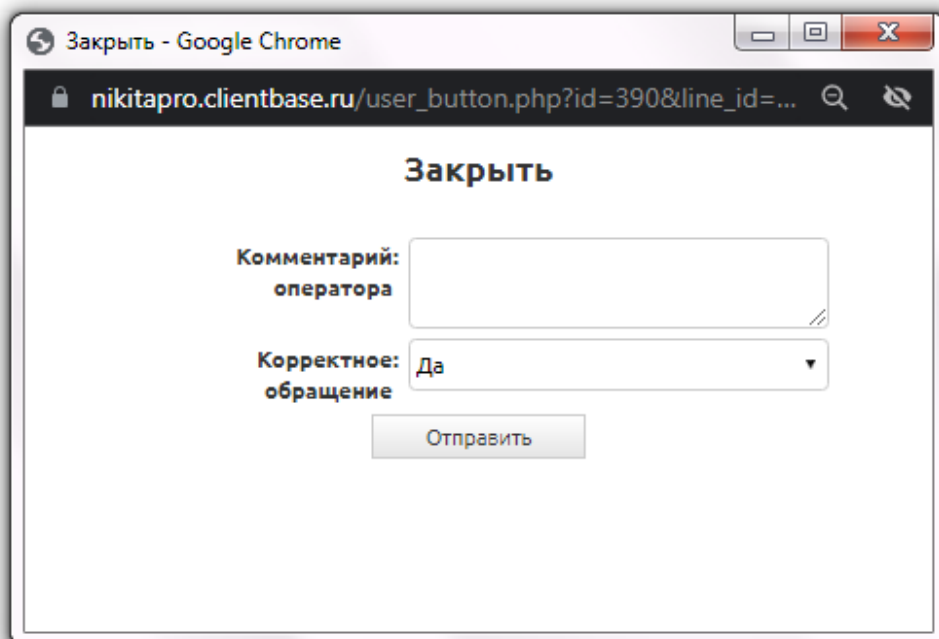 Закрыть - Google Chrome
nikitapro.clientbase.ru/user_button.php?id=390&line_id=...
Закрыть
Комментарий:
оператора
Корректное: Да
обращение
Отправить